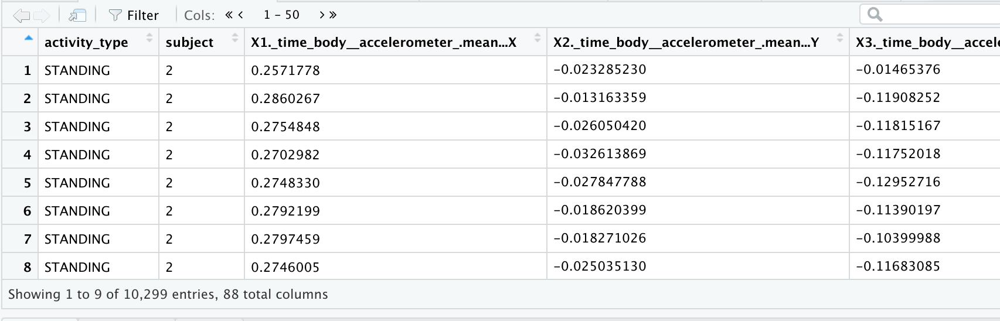 Filter Cols: « ‹ 1 – 50 › »
activity_type subject X1._time_body__accelerometer_.mean...X X2._time_body__accelerometer_.mean...Y X3._time_body__accele
1 STANDING 2 0.2571778 −0.023285230 −0.01465376
2 STANDING 2 0.2860267 −0.013163359 −0.11908252
3 STANDING 2 0.2754848 −0.026050420 −0.11815167
4 STANDING 2 0.2702982 −0.032613869 −0.11752018
5 STANDING 2 0.2748330 −0.027847788 −0.12952716
6 STANDING 2 0.2792199 −0.018620399 −0.11390197
7 STANDING 2 0.2797459 −0.018271026 −0.10399988
8 STANDING 2 0.2746005 −0.025035130 −0.11683085
Showing 1 to 9 of 10,299 entries, 88 total columns